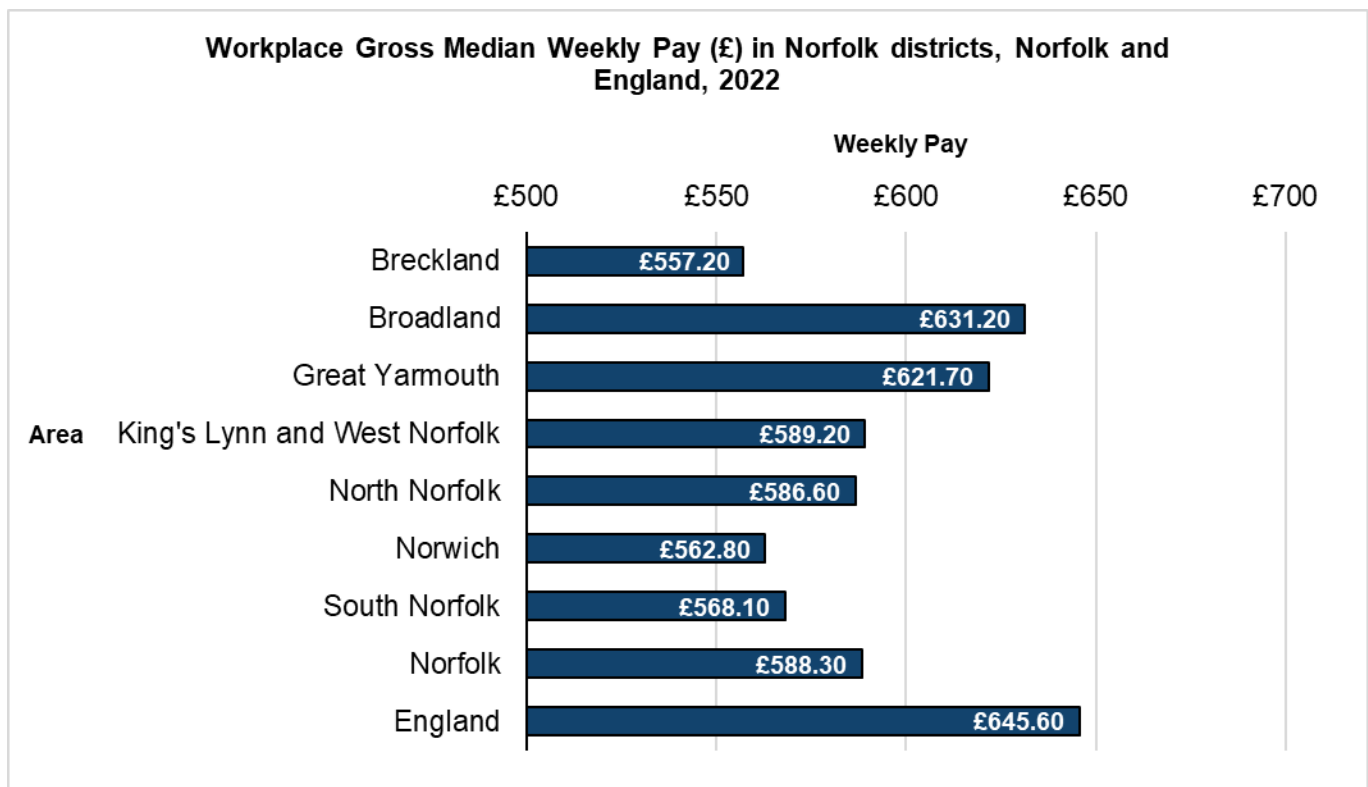 Workplace Gross Median Weekly Pay (£) in Norfolk districts, Norfolk and
England, 2022
Weekly Pay
£500 £550 £600 £650 £700
Breckland £557.20
Broadland £631.20
Great Yarmouth £621.70
Area King's Lynn and West Norfolk £589.20
North Norfolk £586.60
Norwich £562.80
South Norfolk £568.10
Norfolk £588.30
England £645.60